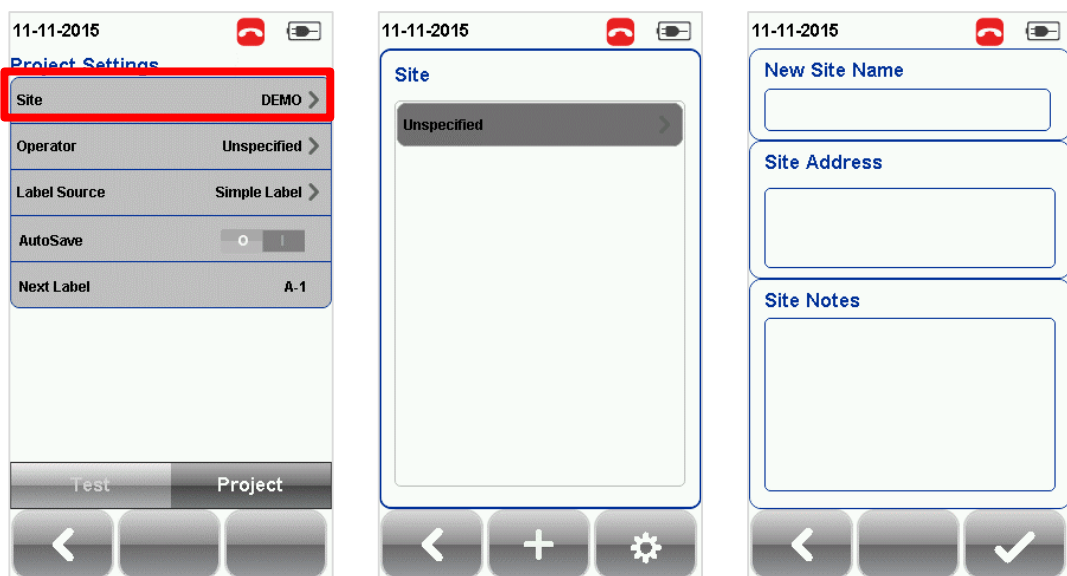 11-11-2015
Project Settings
Site DEMO
Operator Unspecified
Label Source Simple Label
AutoSave O I
Next Label A-1
Test Project
11-11-2015
Site
Unspecified
11-11-2015
New Site Name
Site Address
Site Notes